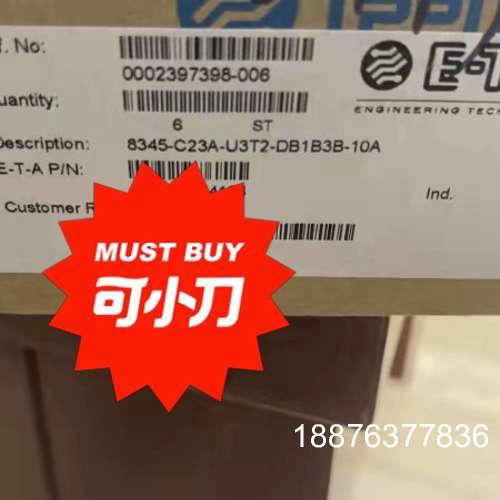 . No:
0002397398-006
uantity:
6 ST
Description: 8345-C23A-U3T2-DB1B3B-10A
E-T-A P/N:
Customer R
Ind.
ENGINEERING TECH
MUST BUY
可小刀
18876377836